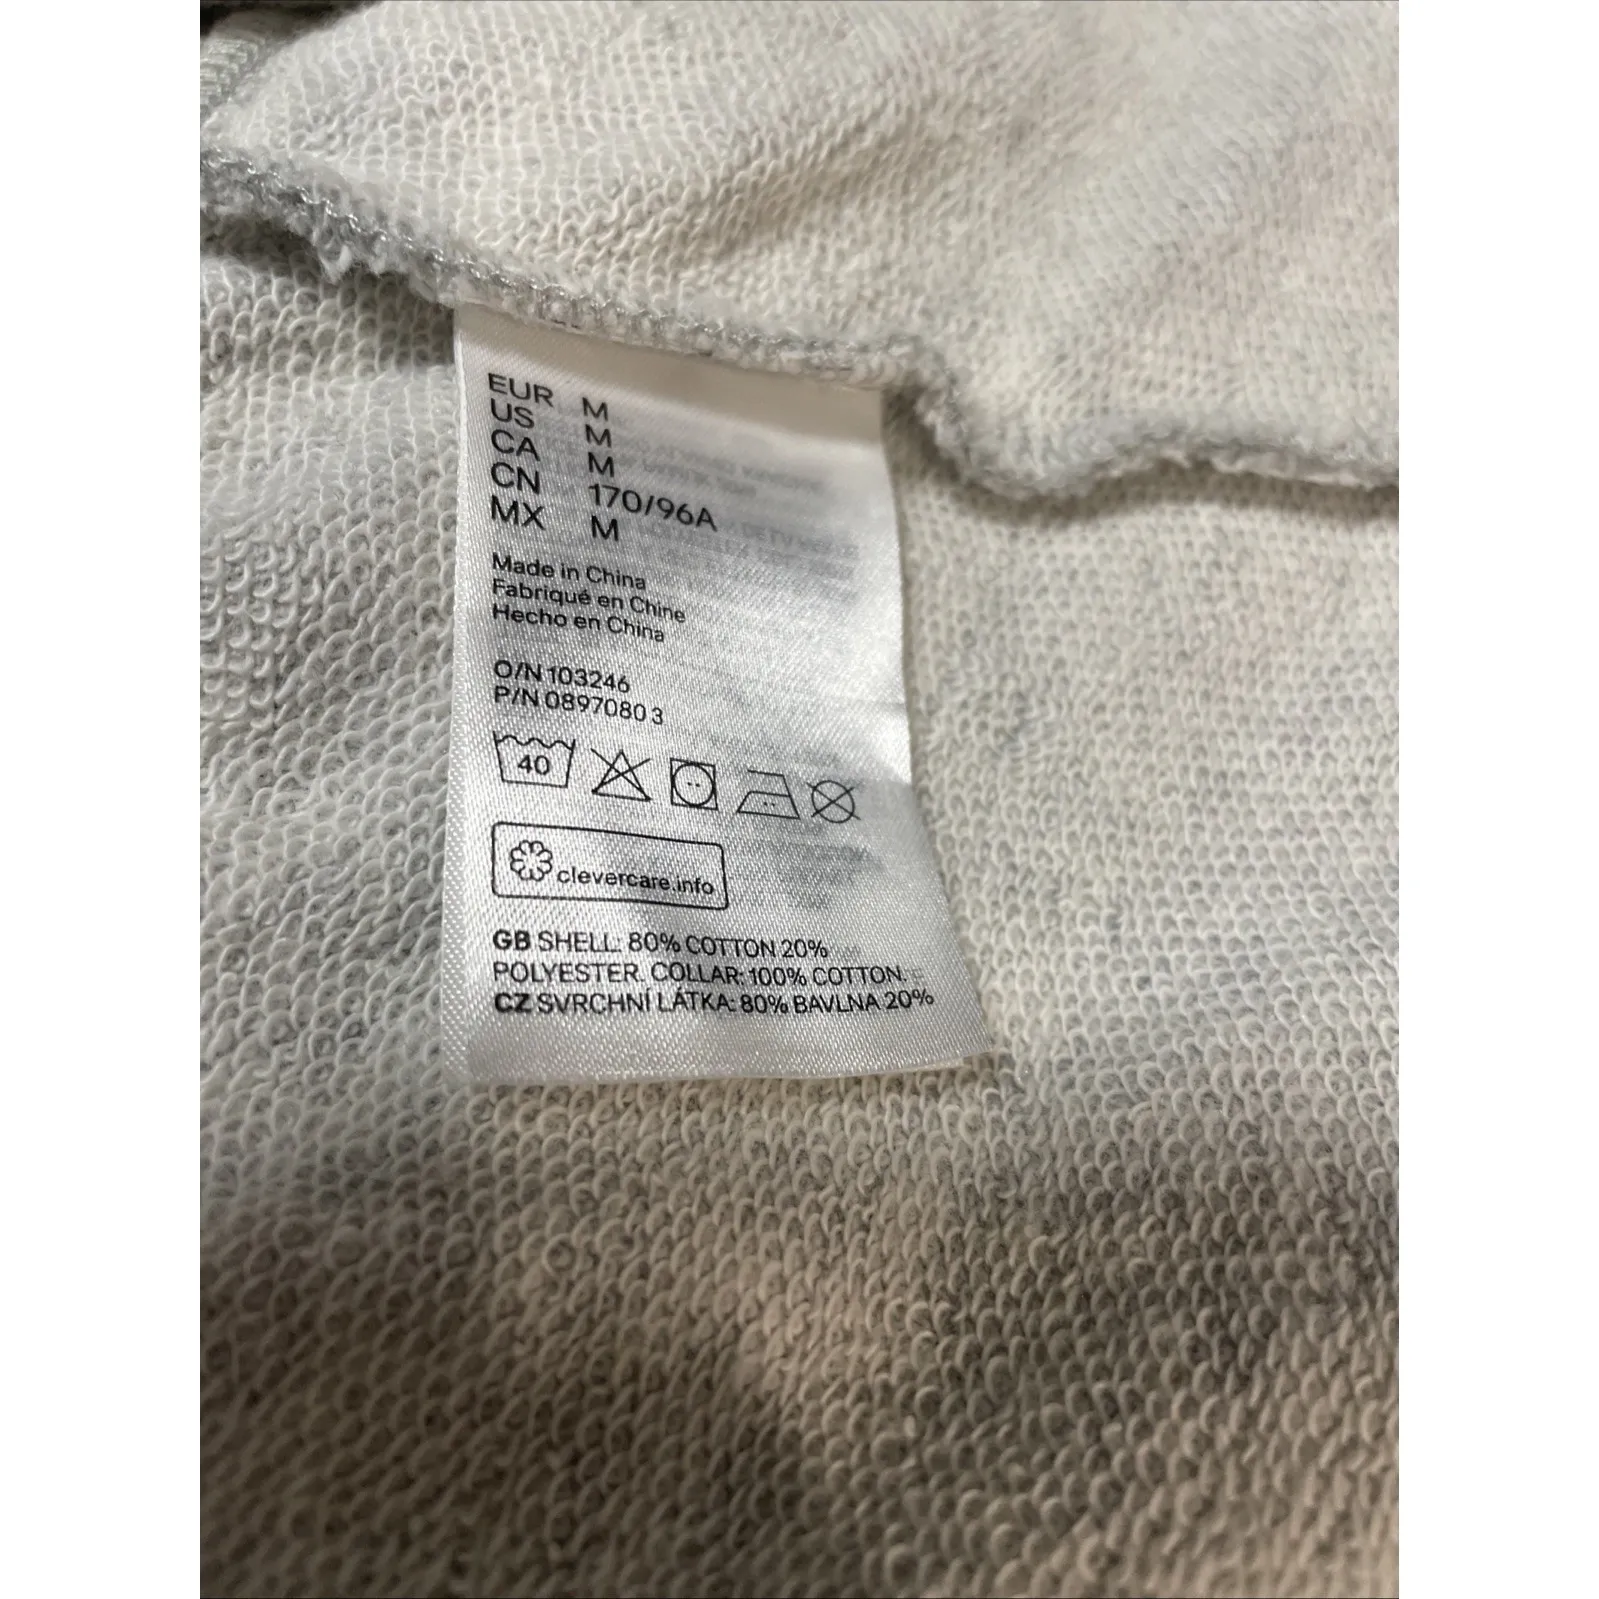 EUR M
US M
CA M
CN 170/96A
MX M
Made in China
Fabriqué en Chine
Hecho en China
O/N 103246
P/N 0897080 3
40
clevercare.info
GB SHELL: 80% COTTON 20%
POLYESTER. COLLAR: 100% COTTON.
CZ SVRCHNÍ LÁTKA: 80% BAVLNA 20%